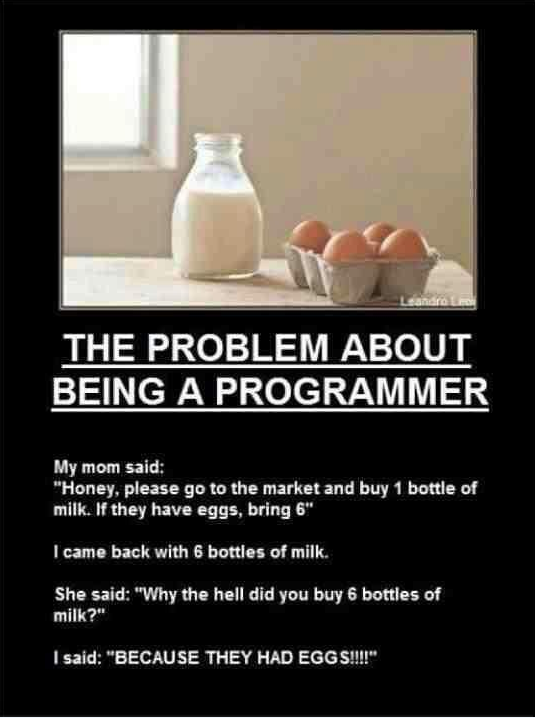 Leandro Leoi
THE PROBLEM ABOUT
BEING A PROGRAMMER
My mom said:
"Honey, please go to the market and buy 1 bottle of
milk. If they have eggs, bring 6"
I came back with 6 bottles of milk.
She said: "Why the hell did you buy 6 bottles of
milk?"
I said: "BECAUSE THEY HAD EGGS!!!!"